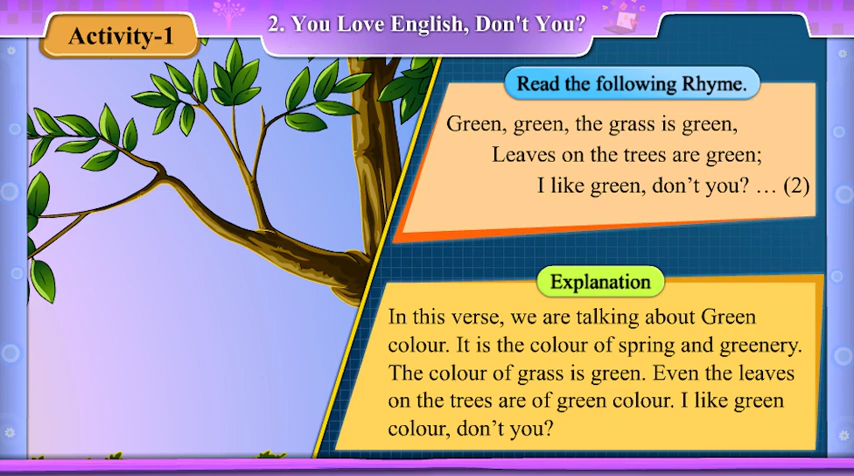 2. You Love English, Don't You?
Activity-1
Read the following Rhyme.
Green, green, the grass is green,
Leaves on the trees are green;
I like green, don’t you? … (2)
Explanation
In this verse, we are talking about Green
colour. It is the colour of spring and greenery.
The colour of grass is green. Even the leaves
on the trees are of green colour. I like green
colour, don’t you?